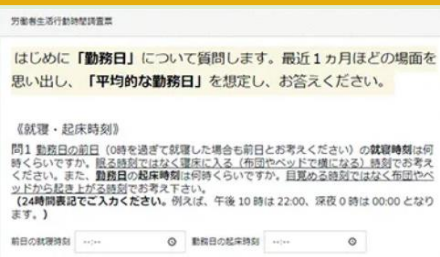 労働者生活行動時間調査票
はじめに「勤務日」について質問します。最近1ヵ月ほどの場面を
思い出し、「平均的な勤務日」を想定し、お答えください。
《就寝・起床時刻》
問1 勤務日の前日（0時を過ぎて就寝した場合も前日とお考えください）の就寝時刻は何
時くらいですか。眠る時刻ではなく寝床に入る（布団やベッドで横になる）時刻でお考え
ください。また、勤務日の起床時刻は何時くらいですか。目覚める時刻ではなく布団やベ
ッドから起き上がる時刻でお考え下さい。
(24時間表記でご入力ください。例えば、午後 10 時は 22:00、深夜 0 時は 00:00 となり
ます。)
前日の就寝時刻 --:-- 勤務日の起床時刻 --:--